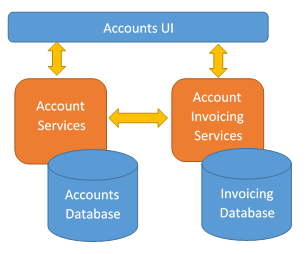 Accounts UI
Account
Services
Account
Invoicing
Services
Accounts
Database
Invoicing
Database